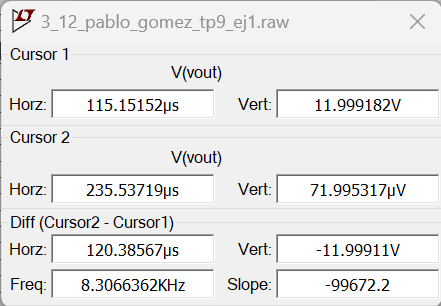 3_12_pablo_gomez_tp9_ej1.raw
Cursor 1
V(vout)
Horz: 115.15152µs Vert: 11.999182V
Cursor 2
V(vout)
Horz: 235.53719µs Vert: 71.995317µV
Diff (Cursor2 - Cursor1)
Horz: 120.38567µs Vert: -11.99911V
Freq: 8.3066362KHz Slope: -99672.2